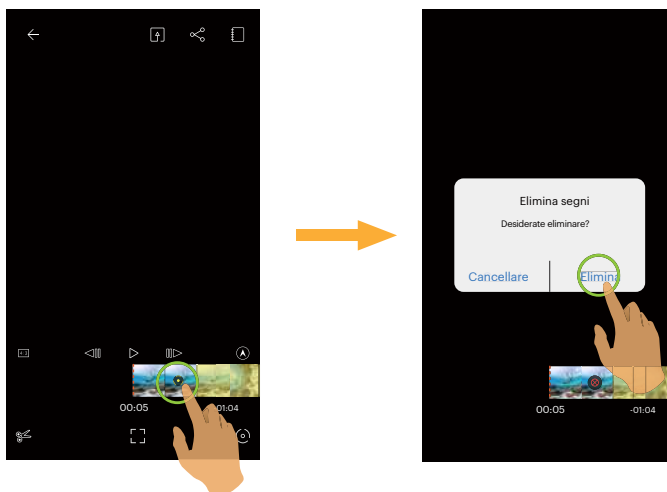 00:05
-01:04
Elimina segni
Desiderate eliminare?
Cancellare
Elimina
00:05
-01:04